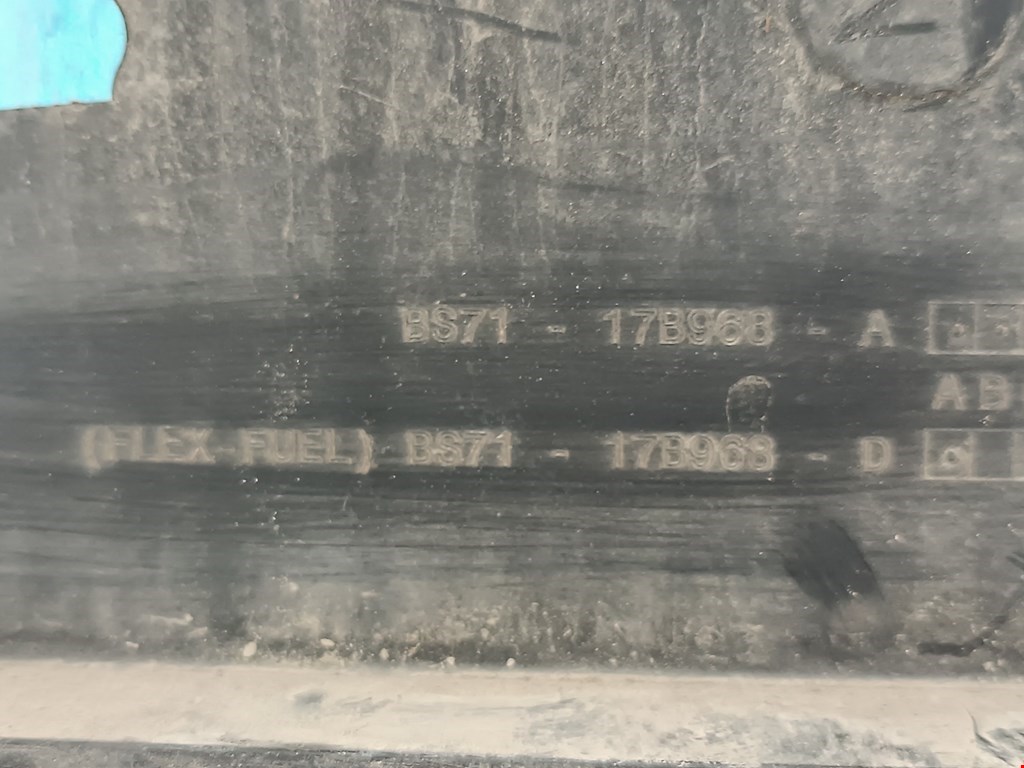 BS71 - 17B968 - A
AB
(FLEX FUEL) BS71 - 17B968 - D